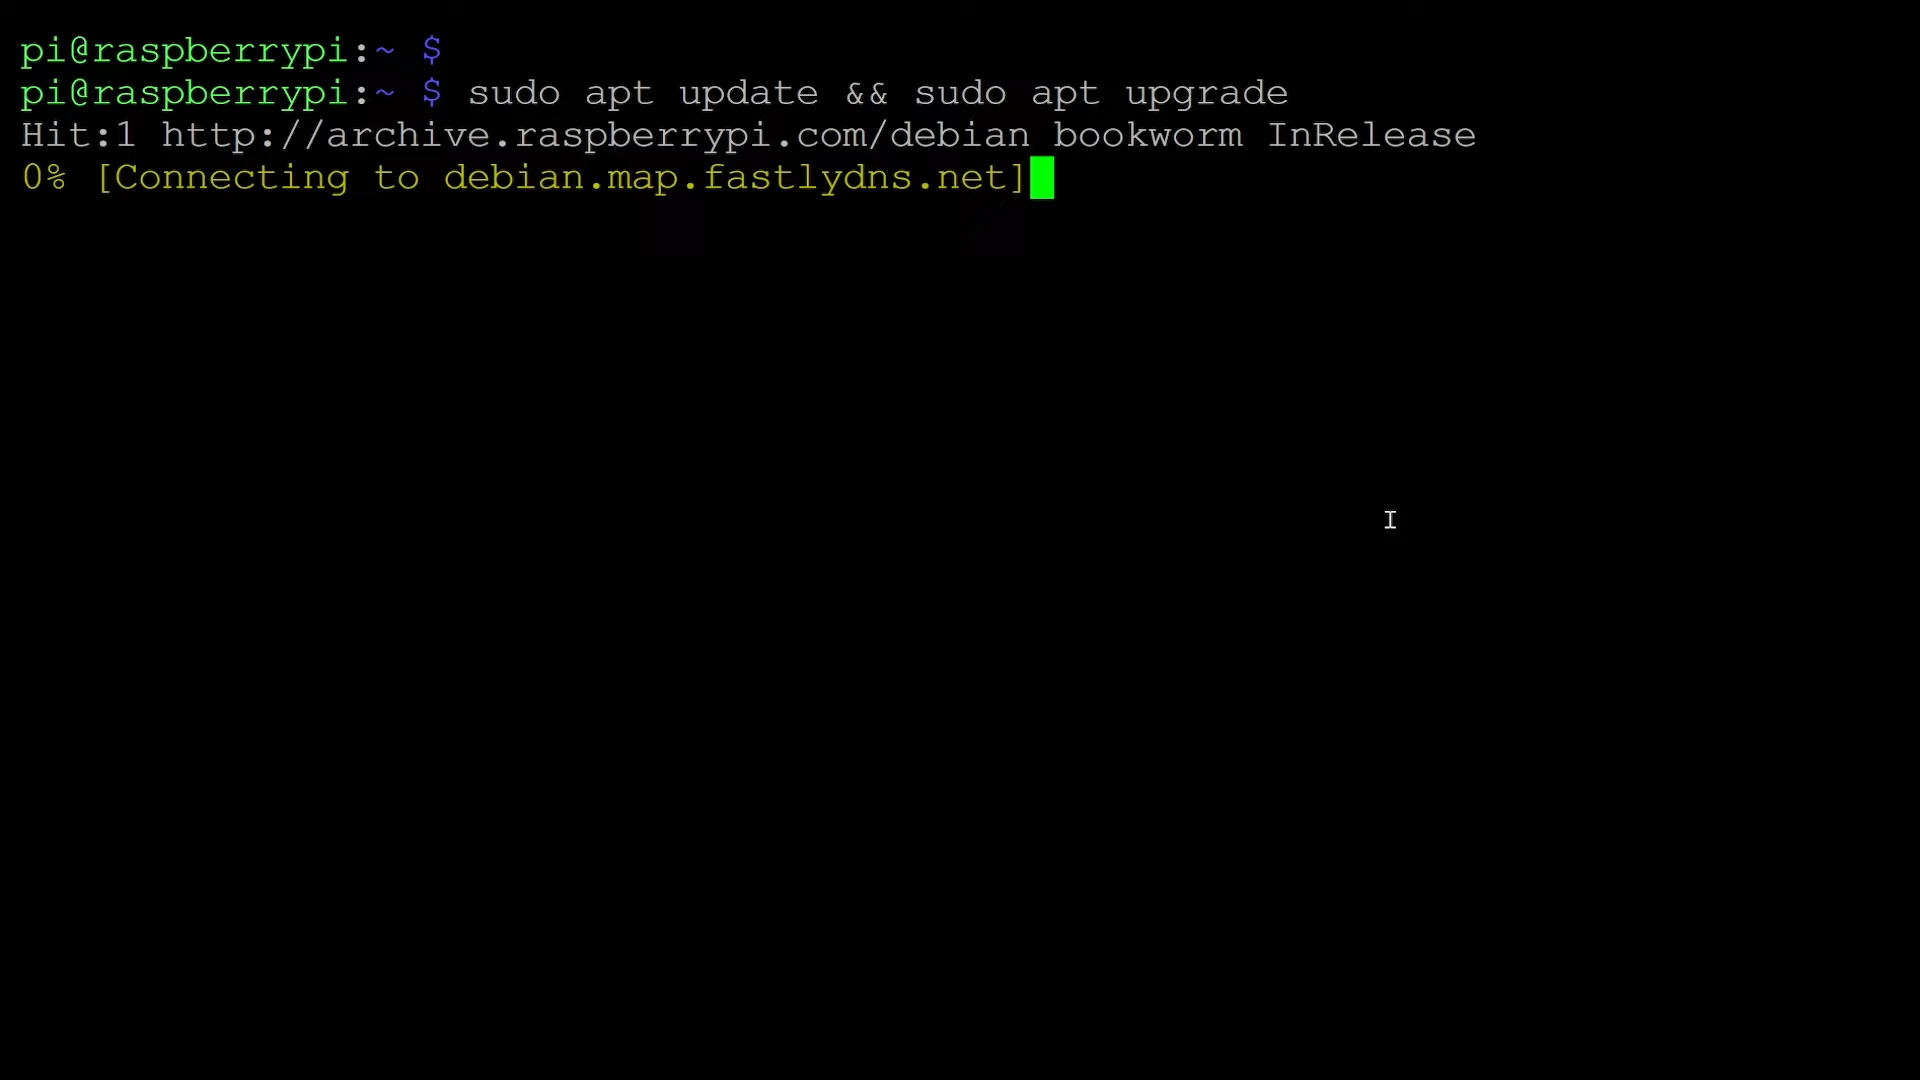 pi@raspberrypi:~ $
pi@raspberrypi:~ $ sudo apt update && sudo apt upgrade
Hit:1 http://archive.raspberrypi.com/debian bookworm InRelease
0% [Connecting to debian.map.fastlydns.net]